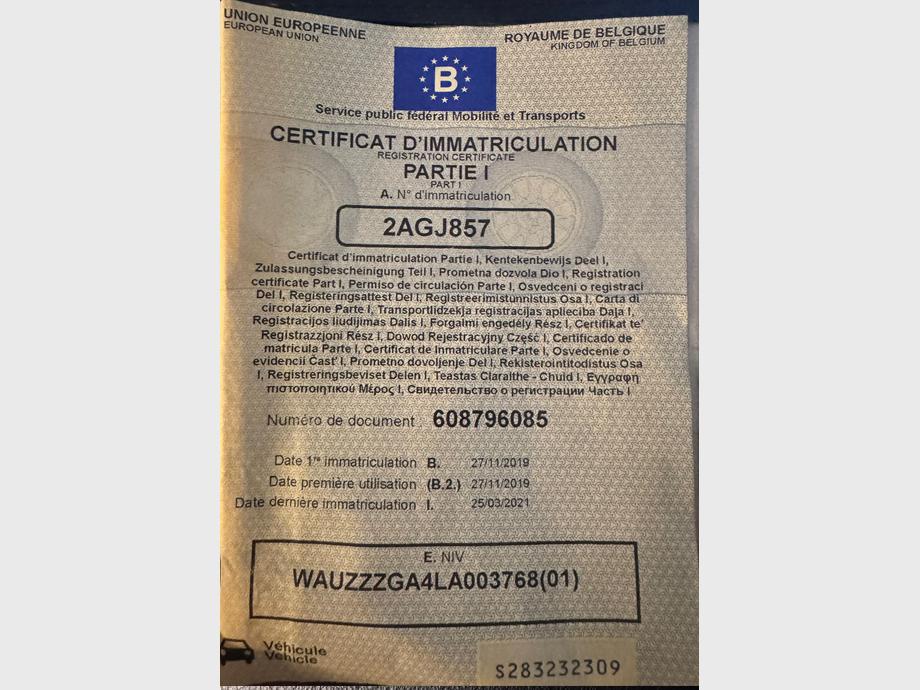 UNION EUROPEENNE
EUROPEAN UNION
ROYAUME DE BELGIQUE
KINGDOM OF BELGIUM
B
Service public fédéral Mobilité et Transports
CERTIFICAT D'IMMATRICULATION
REGISTRATION CERTIFICATE
PARTIE I
PART I
A. N° d'immatriculation
2AGJ857
Certificat d'immatriculation Partie I, Kentekenbewijs Deel I,
Zulassungsbescheinigung Teil I, Prometna dozvola Dio I, Registration
certificate Part I, Permiso de circulación Parte I, Osvedceni o registraci
Del I, Registeringsattest Del I, Registreerimistunnistus Osa I, Carta di
circolazione Parte I, Transportlidzekja registracijas aplieciba Daja I,
Registracijos liudijimas Dalis I, Forgalmi engedély Rész I, Certifikat te'
Registrazzjoni Rész I, Dowod Rejestracyjny Część I, Certificado de
matricula Parte I, Certificat de Inmatriculare Parte I, Osvedcenie o
evidencii Cast' I, Prometno dovoljenje Del I, Rekisterointitodistus Osa
I, Registreringsbeviset Delen I, Teastas Claraithe - Chuid I, Εγγραφη
πιστοποιητικού Μέρος I, Свидетельство о регистрации Часть I
Numéro de document : 608796085
Date 1re immatriculation B. 27/11/2019
Date première utilisation (B.2.) 27/11/2019
Date dernière immatriculation I. 25/03/2021
E. NIV
WAUZZZGA4LA003768(01)
Véhicule
Vehicle
S283232309